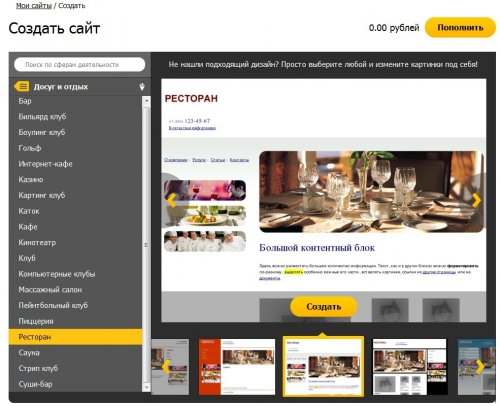 Мои сайты / Создать
Создать сайт
0.00 рублей
Пополнить
Поиск по сферам деятельности
Не нашли подходящий дизайн? Просто выберите любой и измените картинки под себя!
Досуг и отдых
Бар
Бильярд клуб
Боулинг клуб
Гольф
Интернет-кафе
Казино
Картинг клуб
Каток
Кафе
Кинотеатр
Клуб
Компьютерные клубы
Массажный салон
Пейнтбольный клуб
Пиццерия
Ресторан
Сауна
Стрип клуб
Суши-бар
РЕСТОРАН
123-45-67
Контактная информация
О компании Услуги Статьи Контакты
Большой контентный блок
Здесь можно разместить большое количество информации. Текст, как и в других блоках можно форматировать
по разному, выделять особенно важные его части, вставлять картинки, ссылки на другие страницы или на
документы.
Создать